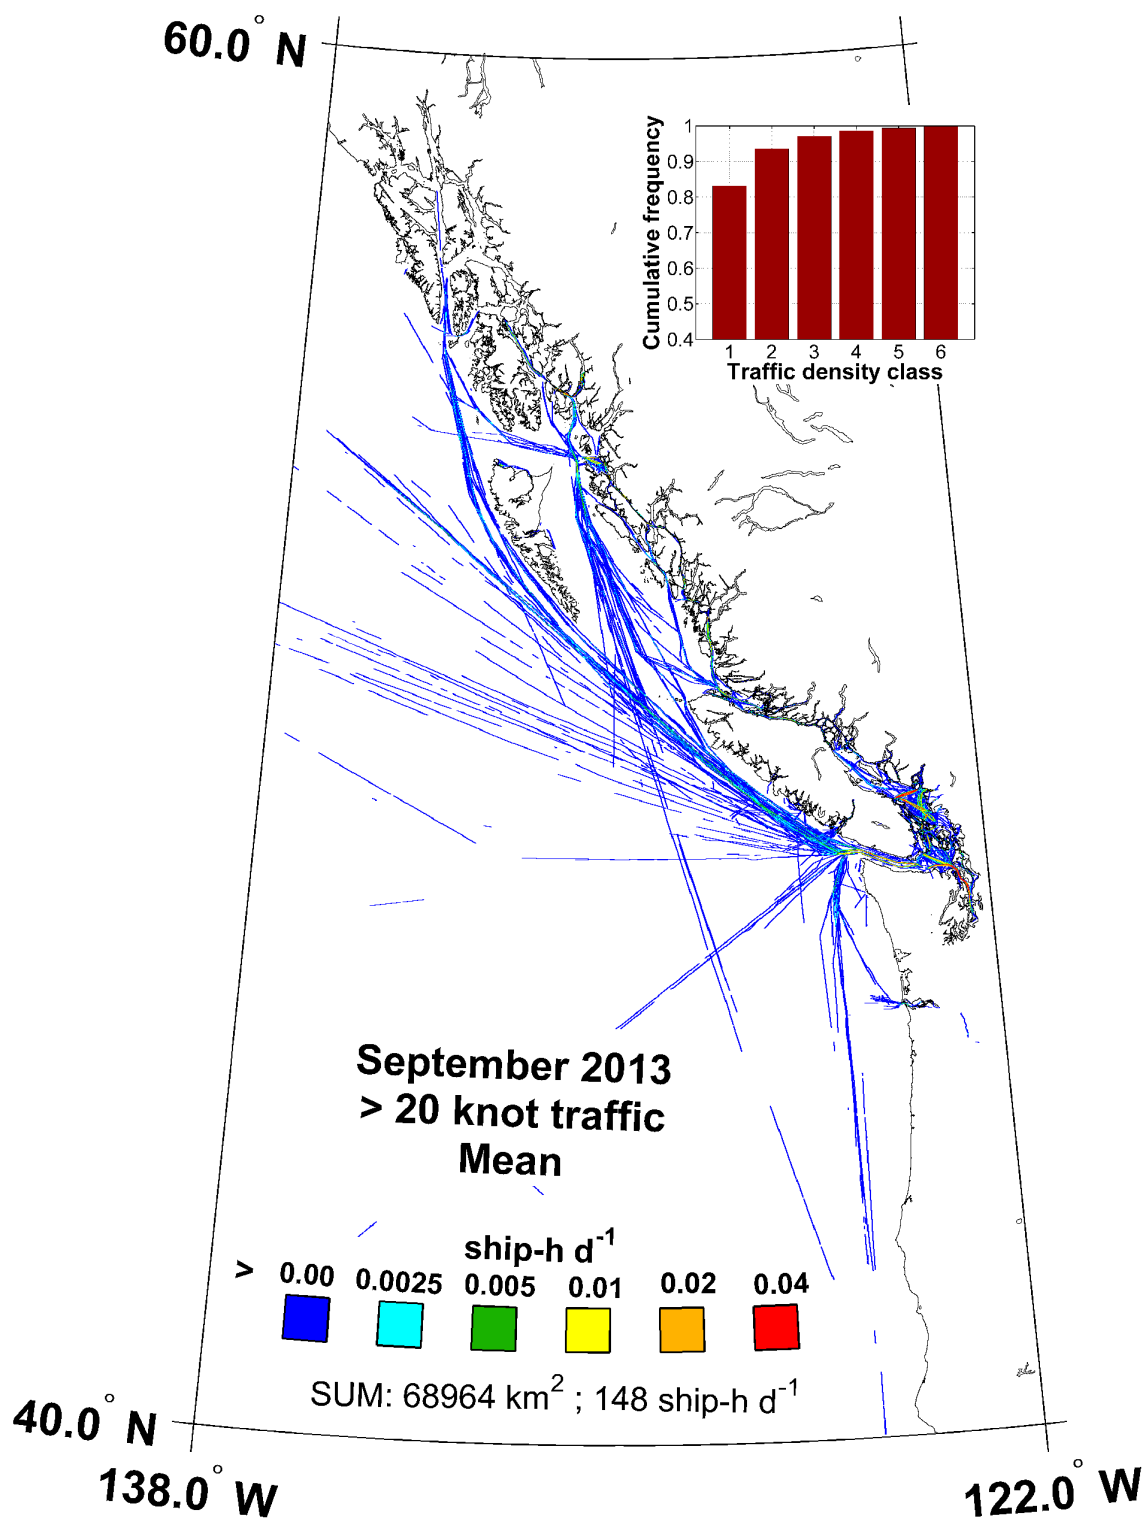 60.0° N
1
0.9
0.8
0.7
0.6
0.5
0.4
Cumulative frequency
1 2 3 4 5 6
Traffic density class
September 2013
> 20 knot traffic
Mean
ship-h d⁻¹
> 0.00 0.0025 0.005 0.01 0.02 0.04
SUM: 68964 km² ; 148 ship-h d⁻¹
40.0° N
138.0° W
122.0° W